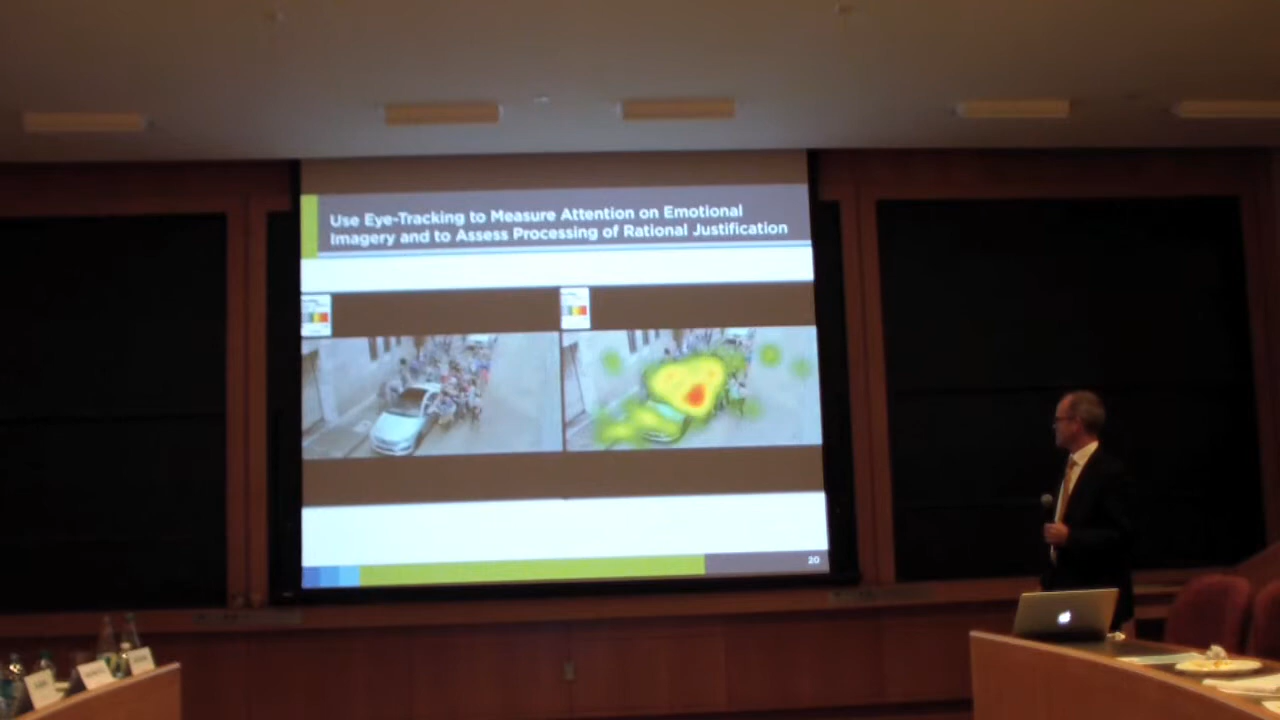 Use Eye-Tracking to Measure Attention on Emotional
Imagery and to Assess Processing of Rational Justification
20